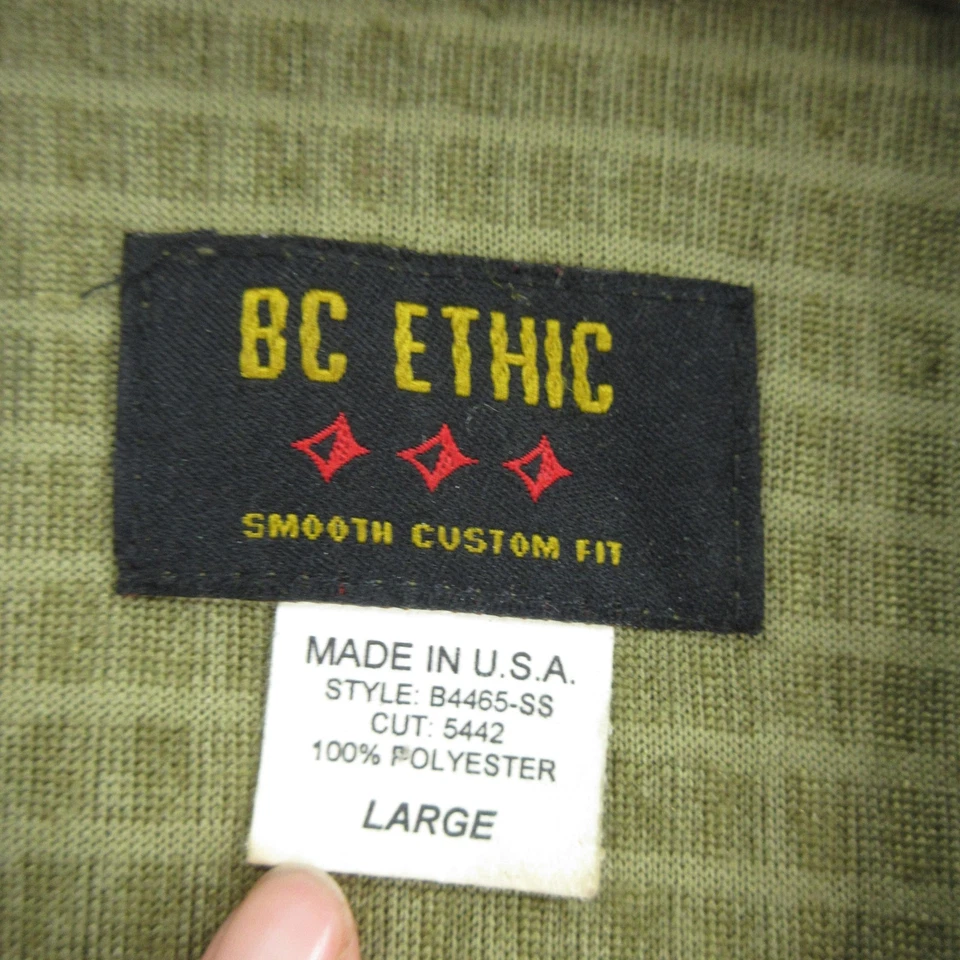 BC ETHIC
SMOOTH CUSTOM FIT
MADE IN U.S.A.
STYLE: B4465-SS
CUT: 5442
100% POLYESTER
LARGE